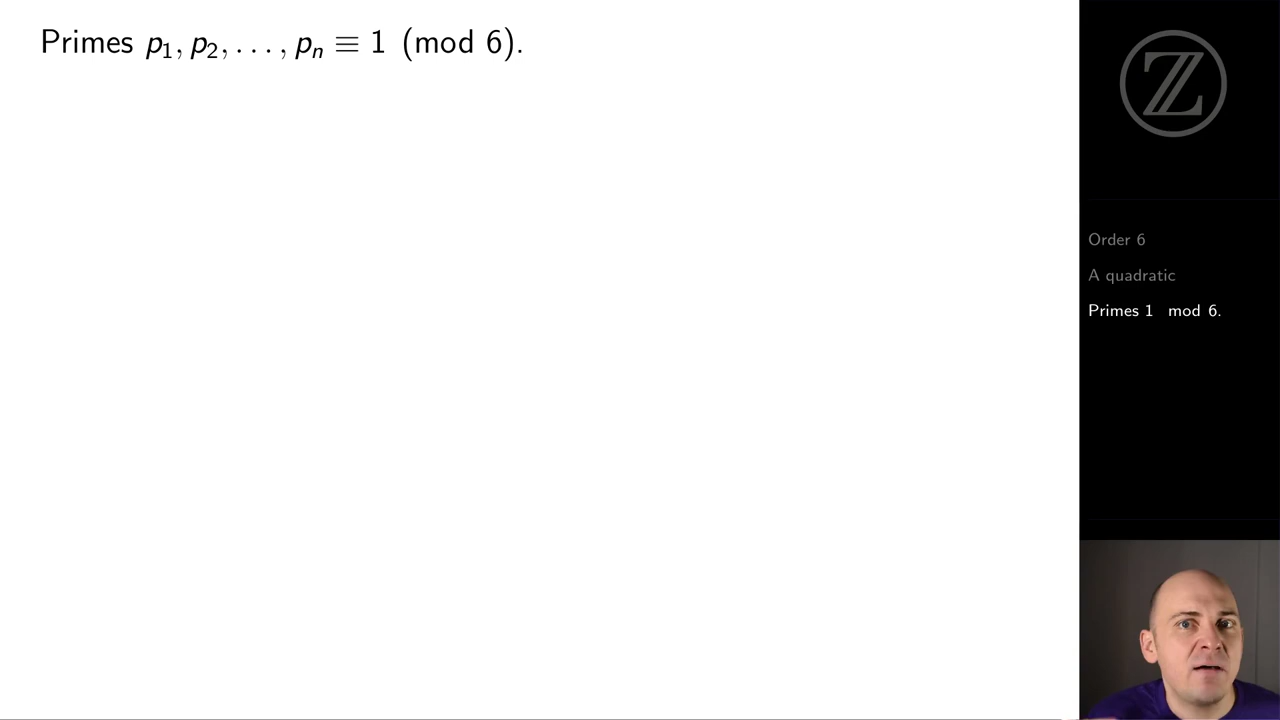 Primes p₁, p₂, . . . , pₙ ≡ 1 (mod 6).
ℤ
Order 6
A quadratic
Primes 1 mod 6.